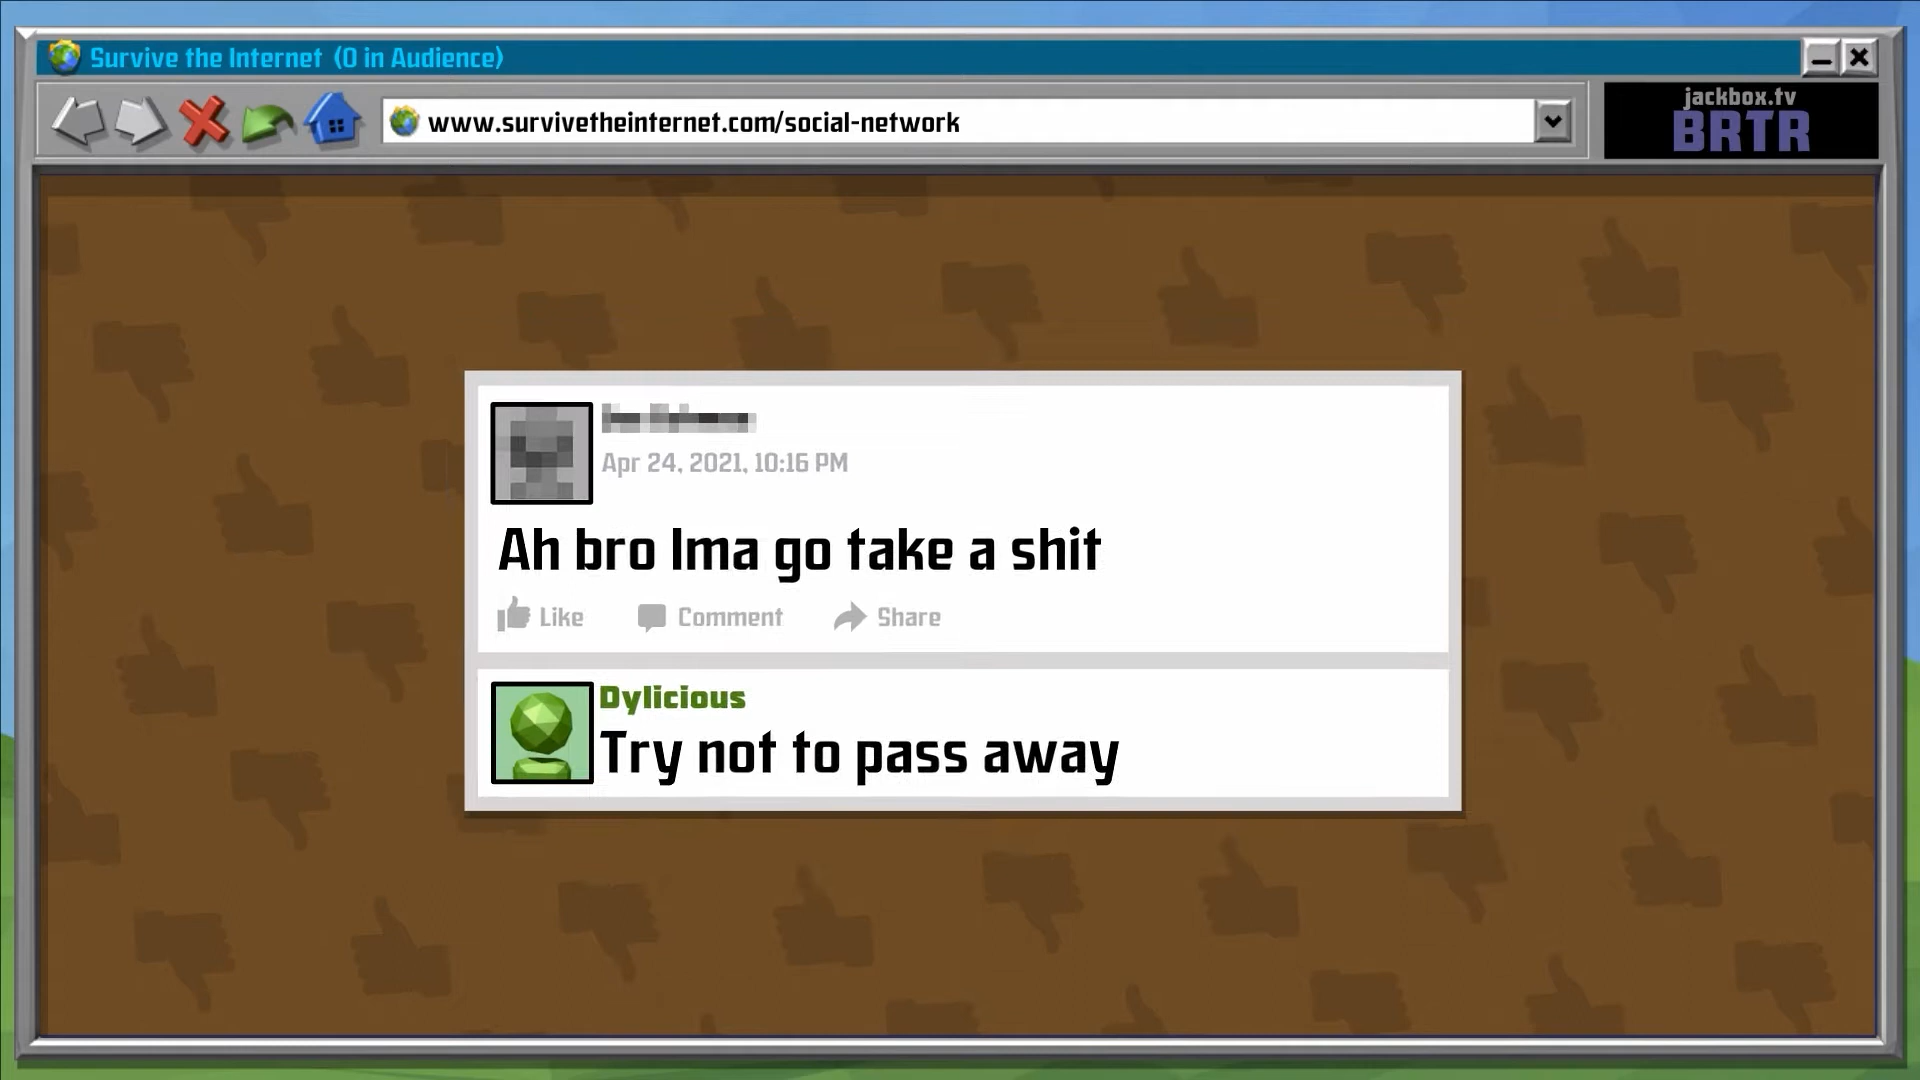 Survive the Internet (0 in Audience)
www.survivetheinternet.com/social-network
jackbox.tv
BRTR
Apr 24, 2021, 10:16 PM
Ah bro Ima go take a shit
Like Comment Share
Dylicious
Try not to pass away